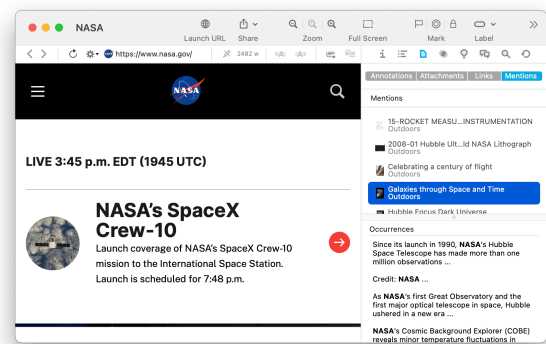 NASA
Launch URL
Share
Zoom
Full Screen
Mark
Label
https://www.nasa.gov/
2482 w
Annotations
Attachments
Links
Mentions
Mentions
15-ROCKET MEASU...INSTRUMENTATION
Outdoors
2008-01 Hubble Ult...ld NASA Lithograph
Outdoors
Celebrating a century of flight
Outdoors
Galaxies through Space and Time
Outdoors
Hubble Focus Dark Universe
NASA
LIVE 3:45 p.m. EDT (1945 UTC)
NASA's SpaceX
Crew-10
Launch coverage of NASA's SpaceX Crew-10
mission to the International Space Station.
Launch is scheduled for 7:48 p.m.
Occurrences
Since its launch in 1990, NASA's Hubble
Space Telescope has made more than one
million observations ...
Credit: NASA ...
As NASA's first Great Observatory and the
first major optical telescope in space, Hubble
ushered in a new era ...
NASA's Cosmic Background Explorer (COBE)
reveals minor temperature fluctuations in